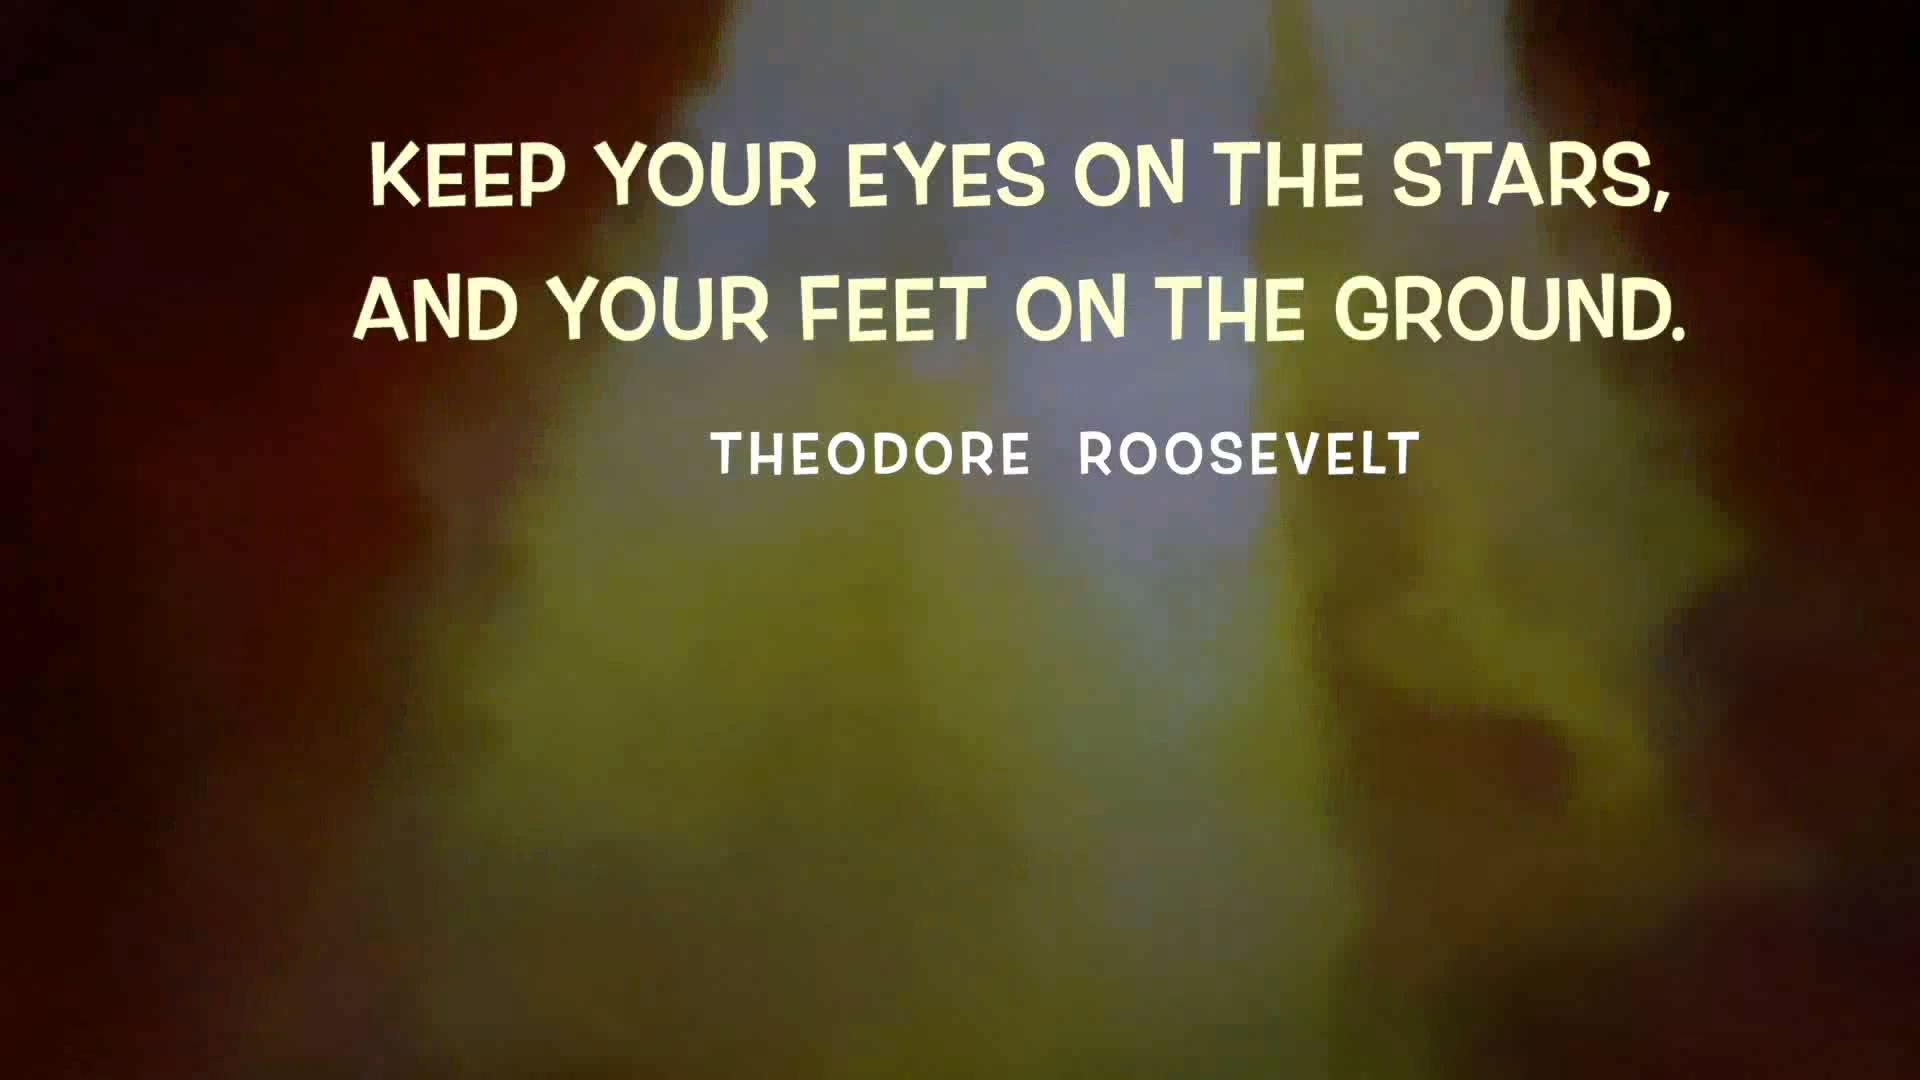 KEEP YOUR EYES ON THE STARS,
AND YOUR FEET ON THE GROUND.
THEODORE ROOSEVELT